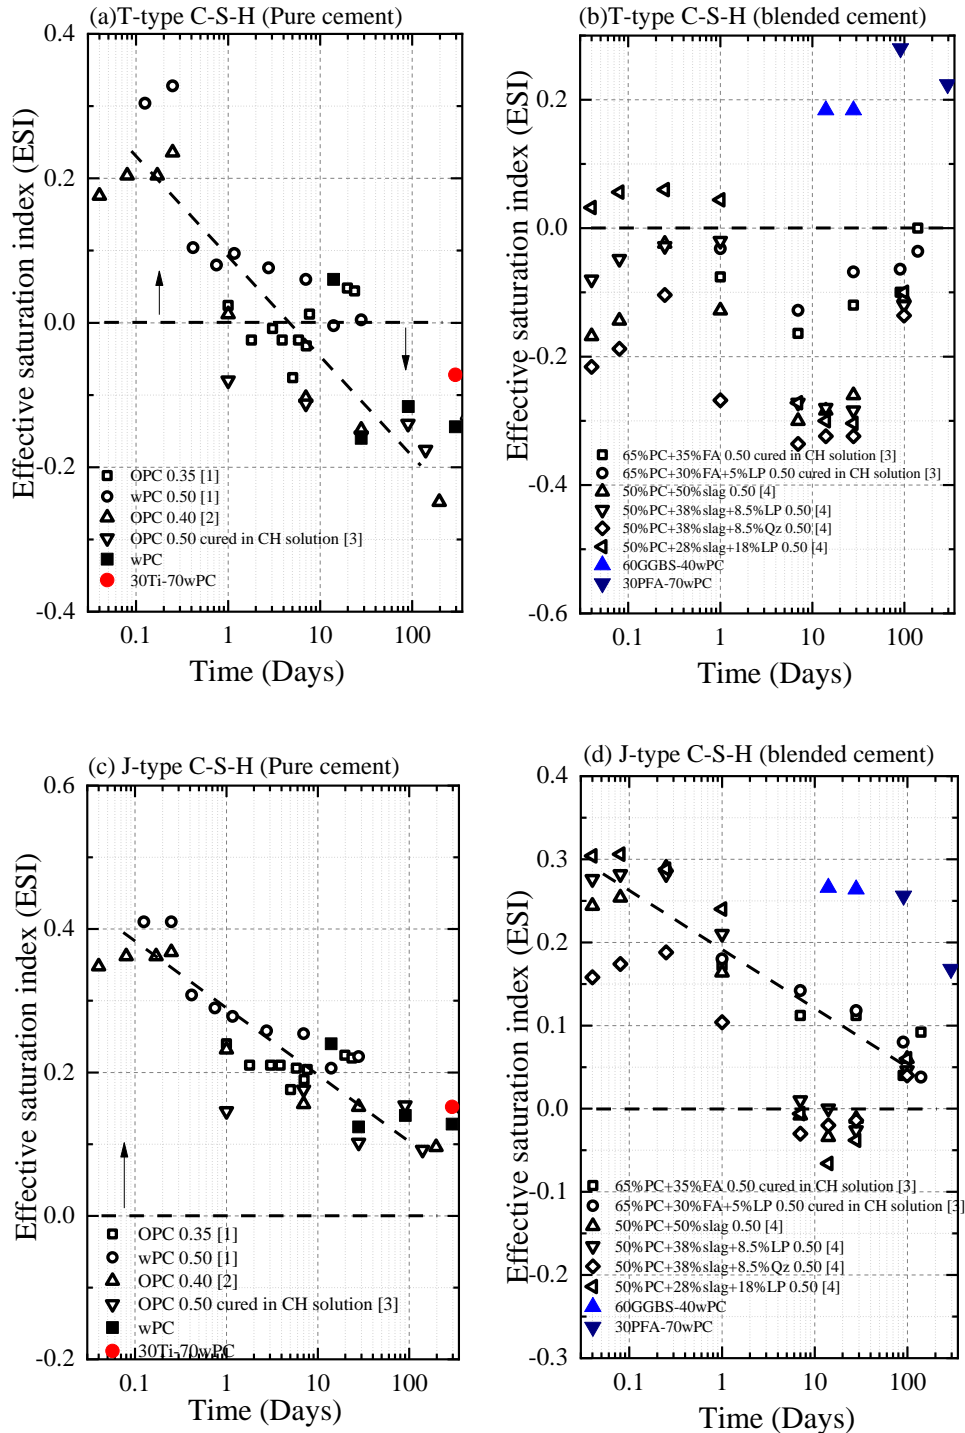 (a)T-type C-S-H (Pure cement)
Effective saturation index (ESI)
0.4
0.2
0.0
-0.2
-0.4
OPC 0.35 [1]
wPC 0.50 [1]
OPC 0.40 [2]
OPC 0.50 cured in CH solution [3]
wPC
30Ti-70wPC
0.1
1
10
100
Time (Days)
(b)T-type C-S-H (blended cement)
Effective saturation index (ESI)
0.2
0.0
-0.2
-0.4
-0.6
65%PC+35%FA 0.50 cured in CH solution [3]
65%PC+30%FA+5%LP 0.50 cured in CH solution [3]
50%PC+50%slag 0.50 [4]
50%PC+38%slag+8.5%LP 0.50 [4]
50%PC+38%slag+8.5%Qz 0.50 [4]
50%PC+28%slag+18%LP 0.50 [4]
60GGBS-40wPC
30PFA-70wPC
0.1
1
10
100
Time (Days)
(c) J-type C-S-H (Pure cement)
Effective saturation index (ESI)
0.6
0.4
0.2
0.0
-0.2
OPC 0.35 [1]
wPC 0.50 [1]
OPC 0.40 [2]
OPC 0.50 cured in CH solution [3]
wPC
30Ti-70wPC
0.1
1
10
100
Time (Days)
(d) J-type C-S-H (blended cement)
Effective saturation index (ESI)
0.4
0.3
0.2
0.1
0.0
-0.1
-0.2
-0.3
65%PC+35%FA 0.50 cured in CH solution [3]
65%PC+30%FA+5%LP 0.50 cured in CH solution [3]
50%PC+50%slag 0.50 [4]
50%PC+38%slag+8.5%LP 0.50 [4]
50%PC+38%slag+8.5%Qz 0.50 [4]
50%PC+28%slag+18%LP 0.50 [4]
60GGBS-40wPC
30PFA-70wPC
0.1
1
10
100
Time (Days)